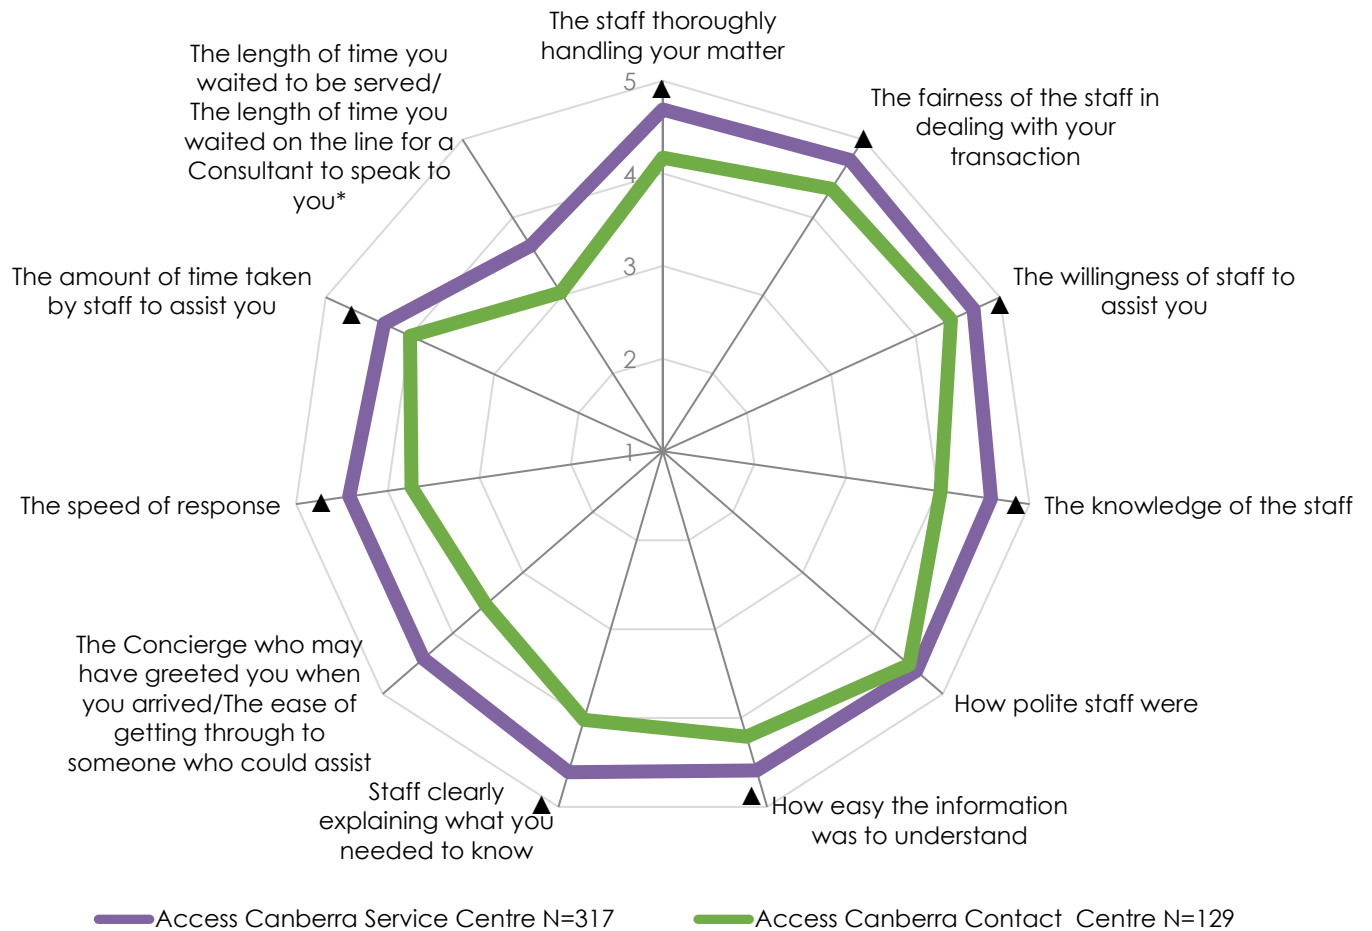 The staff thoroughly
handling your matter
The fairness of the staff in
dealing with your
transaction
The willingness of staff to
assist you
The knowledge of the staff
How polite staff were
How easy the information
was to understand
Staff clearly
explaining what you
needed to know
The Concierge who may
have greeted you when
you arrived/The ease of
getting through to
someone who could assist
The speed of response
The amount of time taken
by staff to assist you
The length of time you
waited to be served/
The length of time you
waited on the line for a
Consultant to speak to
you*
5
4
3
2
1
Access Canberra Service Centre N=317
Access Canberra Contact  Centre N=129